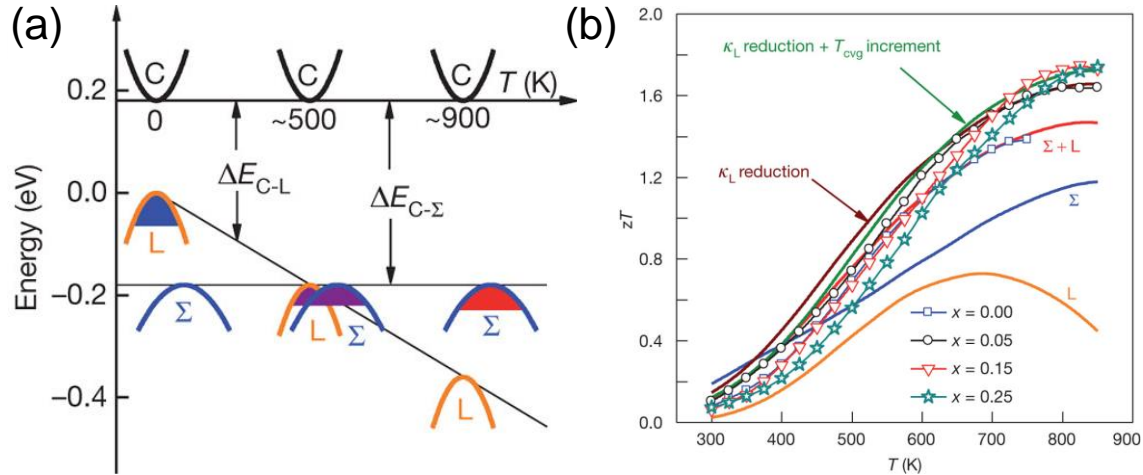 (a)
C
C
C
T (K)
0.2
0
~500
~900
ΔE_C-L
ΔE_C-Σ
0.0
L
−0.2
Σ
L
Σ
Σ
−0.4
L
Energy (eV)
(b)
2.0
1.6
1.2
0.8
0.4
0.0
zT
κ_L reduction + T_cvg increment
κ_L reduction
Σ + L
Σ
L
x = 0.00
x = 0.05
x = 0.15
x = 0.25
300 400 500 600 700 800 900
T (K)